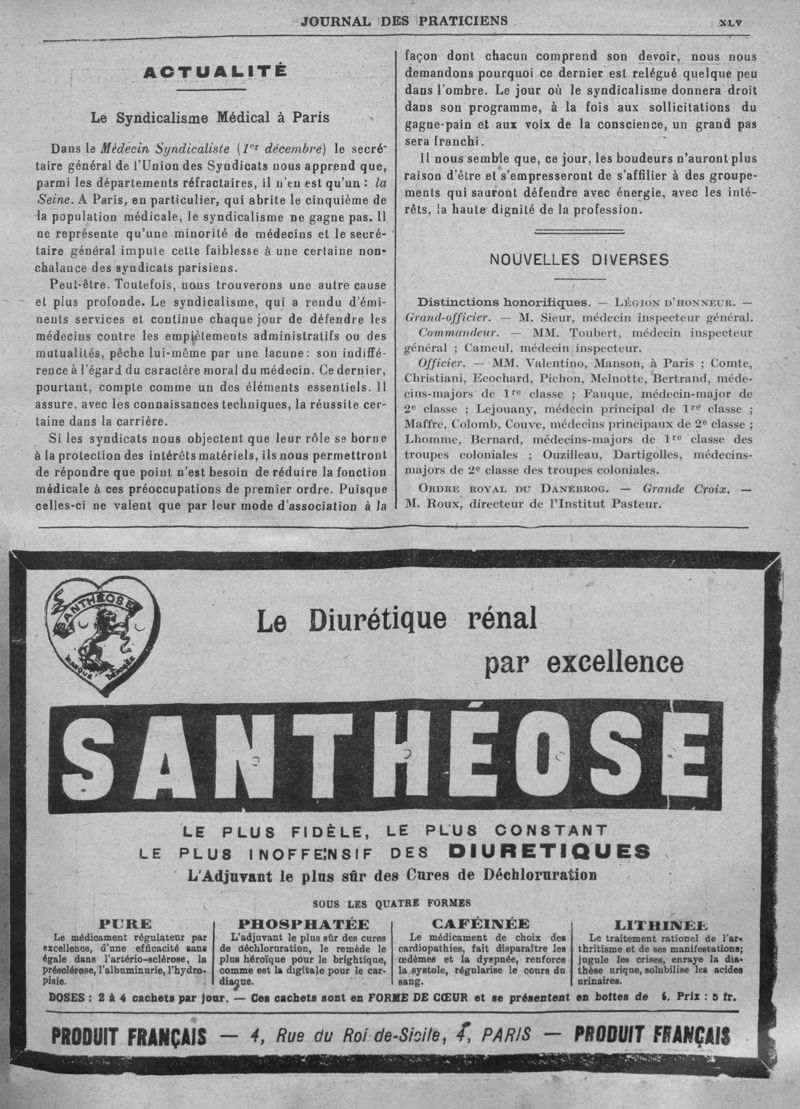 JOURNAL DES PRATICIENS
XLV
ACTUALITÉ
Le Syndicalisme Médical à Paris
Dans le Médecin Syndicaliste (1er décembre) le secré-
taire général de l'Union des Syndicats nous apprend que,
parmi les départements réfractaires, il n'en est qu'un : la
Seine. A Paris, en particulier, qui abrite le cinquième de
la population médicale, le syndicalisme ne gagne pas. Il
ne représente qu'une minorité de médecins et le secré-
taire général impute cette faiblesse à une certaine non-
chalance des syndicats parisiens.
Peut-être. Toutefois, nous trouverons une autre cause
et plus profonde. Le syndicalisme, qui a rendu d'émi-
nents services et continue chaque jour de défendre les
médecins contre les empiètements administratifs ou des
mutualités, pêche lui-même par une lacune : son indiffé-
rence à l'égard du caractère moral du médecin. Ce dernier,
pourtant, compte comme un des éléments essentiels. Il
assure, avec les connaissances techniques, la réussite cer-
taine dans la carrière.
Si les syndicats nous objectent que leur rôle se borne
à la protection des intérêts matériels, ils nous permettront
de répondre que point n'est besoin de réduire la fonction
médicale à ces préoccupations de premier ordre. Puisque
celles-ci ne valent que par leur mode d'association à la
façon dont chacun comprend son devoir, nous nous
demandons pourquoi ce dernier est relégué quelque peu
dans l'ombre. Le jour où le syndicalisme donnera droit
dans son programme, à la fois aux sollicitations du
gagne-pain et aux voix de la conscience, un grand pas
sera franchi.
Il nous semble que, ce jour, les boudeurs n'auront plus
raison d'être et s'empresseront de s'affilier à des groupe-
ments qui sauront défendre avec énergie, avec les inté-
rêts, la haute dignité de la profession.
NOUVELLES DIVERSES
Distinctions honorifiques. — LÉGION D'HONNEUR. —
Grand-officier. — M. Sieur, médecin inspecteur général.
Commandeur. — MM. Toubert, médecin inspecteur
général ; Cameul, médecin inspecteur.
Officier. — MM. Valentino, Manson, à Paris ; Comte,
Christiani, Ecochard, Pichon, Melnotte, Bertrand, méde-
cins-majors de 1re classe ; Fauque, médecin-major de
2e classe ; Lejouany, médecin principal de 1re classe ;
Maffre, Colomb, Couve, médecins principaux de 2e classe ;
Lhomme, Bernard, médecins-majors de 1re classe des
troupes coloniales ; Ouzilleau, Dartigolles, médecins-
majors de 2e classe des troupes coloniales.
ORDRE ROYAL DU DANÉBROG. — Grande Croix. —
M. Roux, directeur de l'Institut Pasteur.
SANTHÉOSE
MARQUE DÉPOSÉE
Le Diurétique rénal
par excellence
SANTHÉOSE
LE PLUS FIDÈLE, LE PLUS CONSTANT
LE PLUS INOFFENSIF DES DIURETIQUES
L'Adjuvant le plus sûr des Cures de Déchloruration
SOUS LES QUATRE FORMES
PURE
Le médicament régulateur par
excellence, d'une efficacité sans
égale dans l'artério-sclérose, la
présclérose, l'albuminurie, l'hydro-
pisie.
PHOSPHATÉE
L'adjuvant le plus sûr des cures
de déchloruration, le remède le
plus héroïque pour le brightique,
comme est la digitale pour le car-
diaque.
CAFÉINÉE
Le médicament de choix des
cardiopathies, fait disparaître les
œdèmes et la dyspnée, renforce
la systole, régularise le cours du
sang.
LITHINÉE
Le traitement rationel de l'ar-
thritisme et de ses manifestations;
jugule les crises, enraye la dia-
thèse urique, solubilise les acides
urinaires.
DOSES : 2 à 4 cachets par jour. — Ces cachets sont en FORME DE CŒUR et se présentent en boîtes de 6. Prix : 5 fr.
PRODUIT FRANÇAIS — 4, Rue du Roi-de-Sicile, 4, PARIS — PRODUIT FRANÇAIS